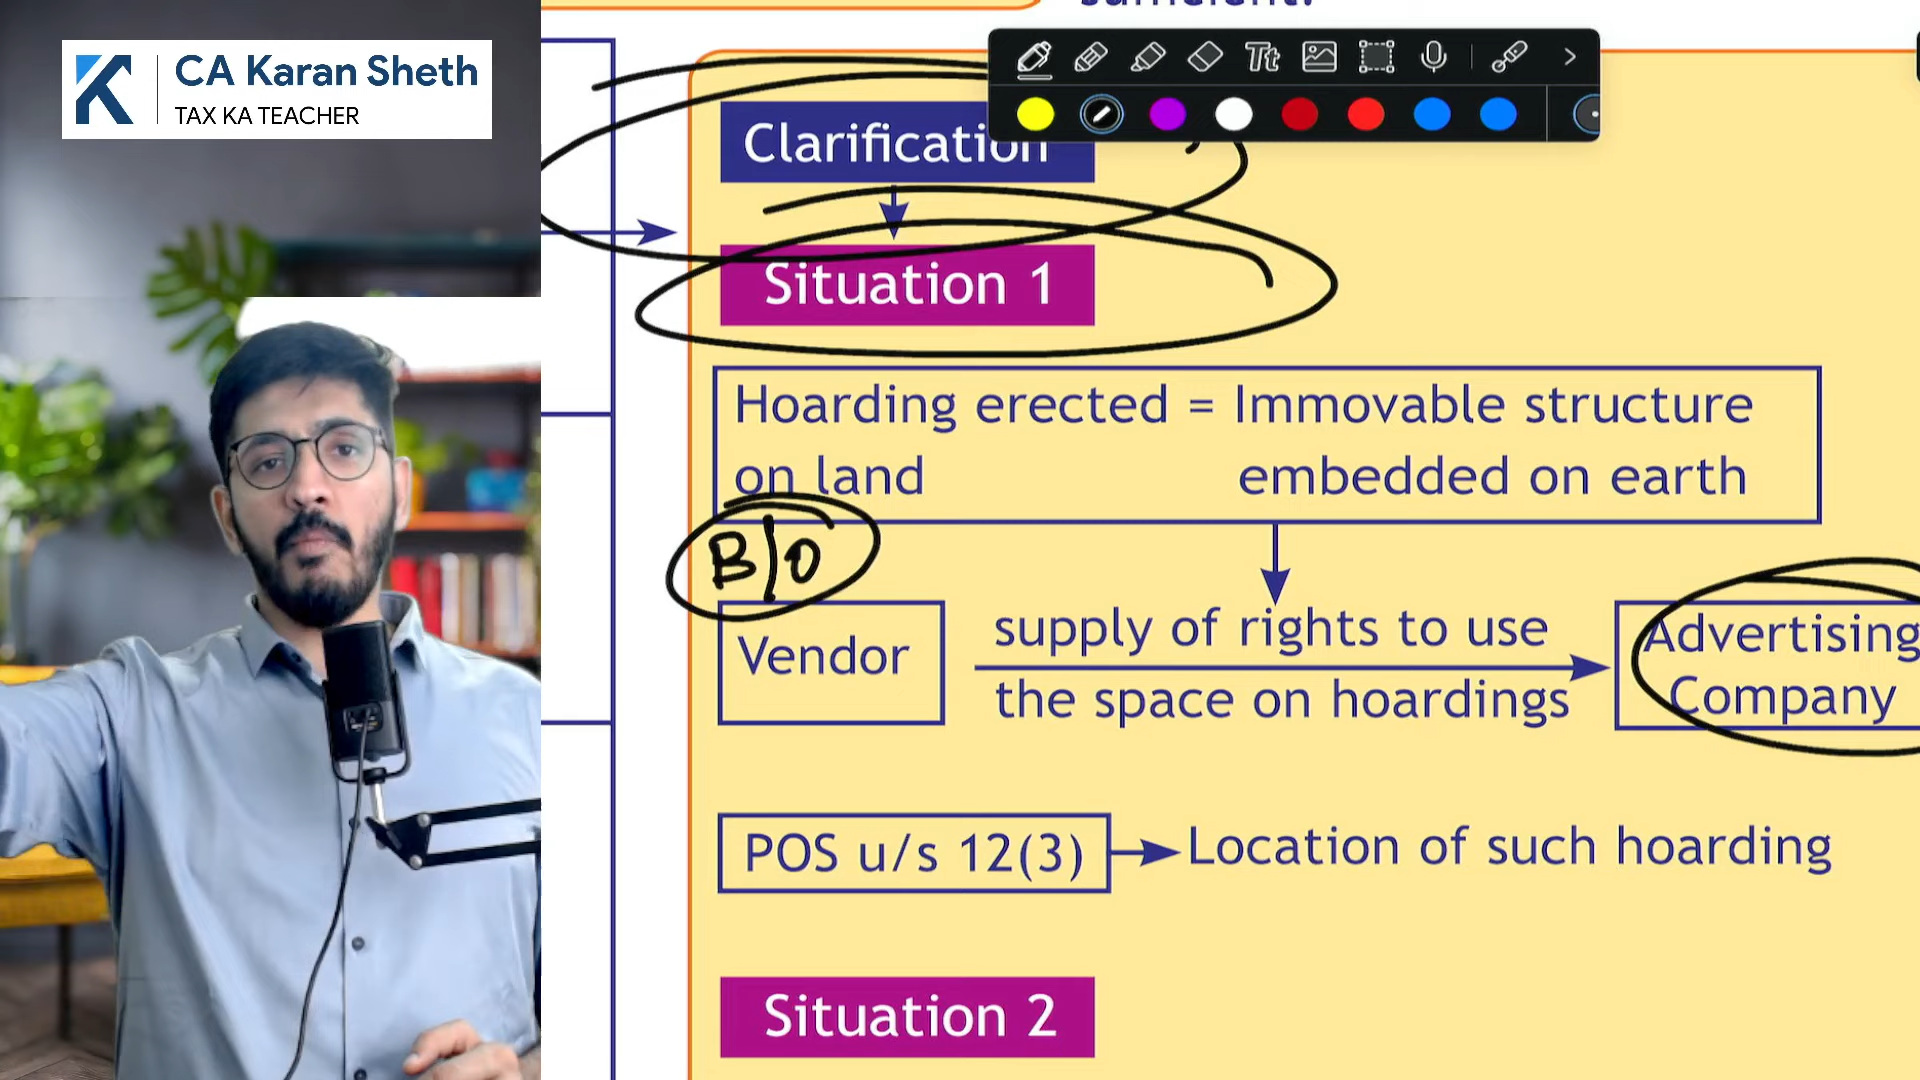 CA Karan Sheth
TAX KA TEACHER
sufficient.
Clarification
Situation 1
Hoarding erected = Immovable structure
on land embedded on earth
B|O
Vendor
supply of rights to use
the space on hoardings
Advertising
Company
POS u/s 12(3)
Location of such hoarding
Situation 2